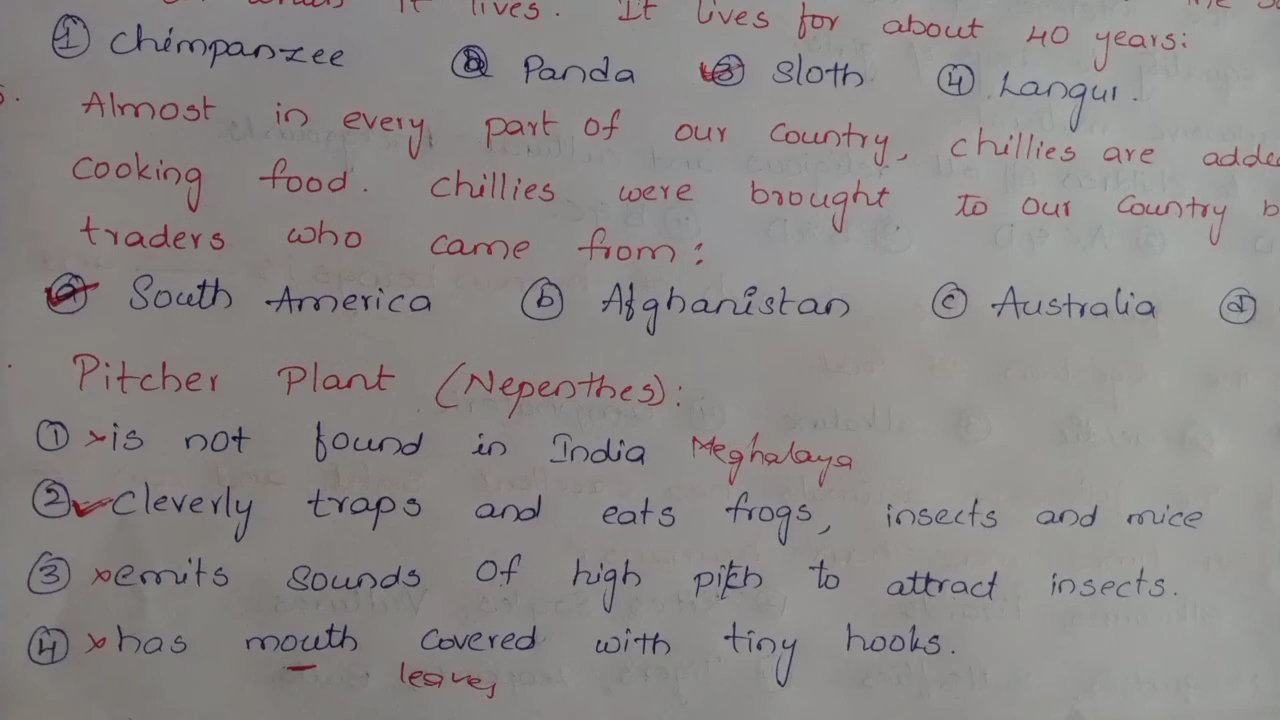 it lives. It lives for about 40 years:
① Chimpanzee ② Panda ③ Sloth ④ Langur.
Almost in every part of our country, chillies are adde
cooking food. Chillies were brought to our country b
traders who came from:
ⓐ South America ⓑ Afghanistan ⓒ Australia ⓓ
Pitcher Plant (Nepenthes):
① × is not found in India Meghalaya
② ✓ Cleverly traps and eats frogs, insects and mice
③ × emits sounds of high pitch to attract insects.
④ × has mouth covered with tiny hooks.
leaves